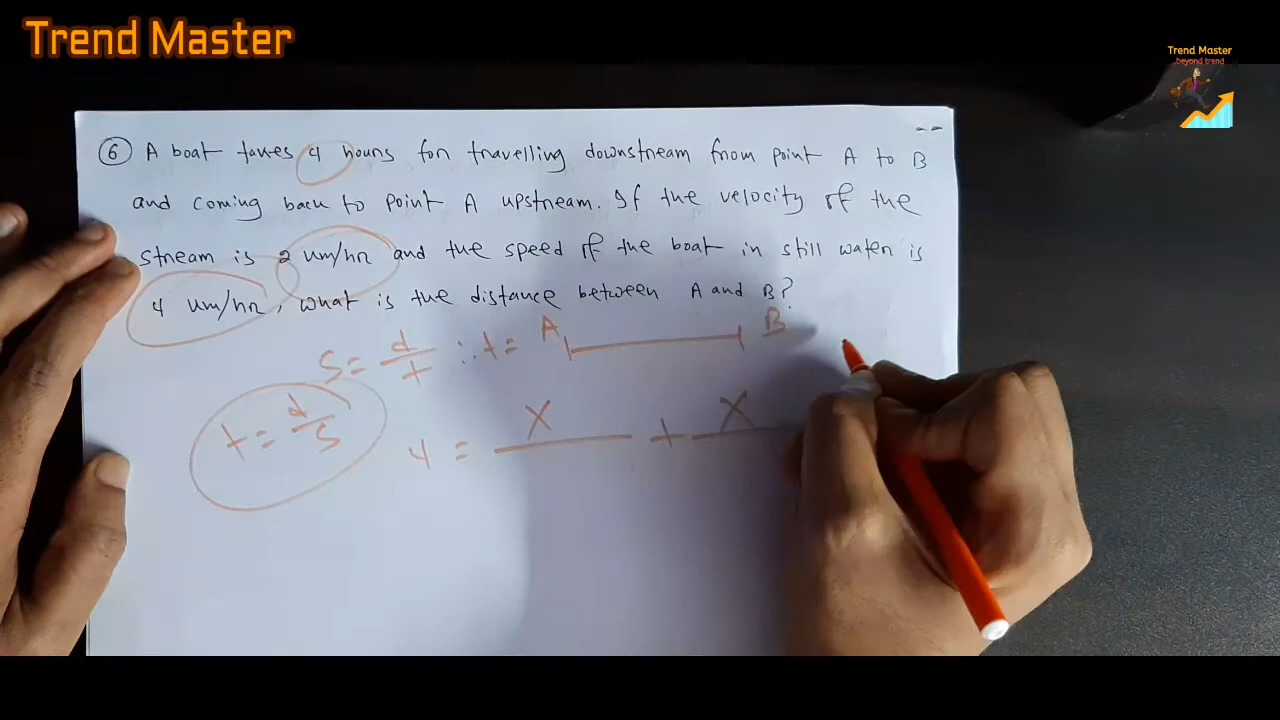 Trend Master
Trend Master
beyond trend
6 A boat takes 4 hours for travelling downstream from point A to B
and coming back to point A upstream. If the velocity of the
stream is 2 km/hr and the speed of the boat in still water is
4 km/hr, what is the distance between A and B?
S = d/t ∴ t = A B
t = d/s
4 = X/ + X/